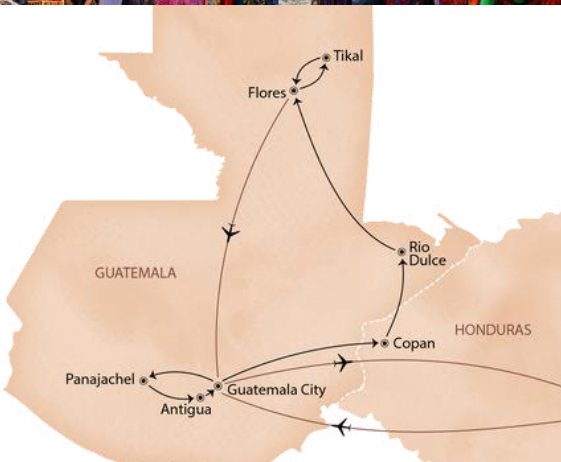 Tikal
Flores
Rio
Dulce
GUATEMALA
HONDURAS
Copan
Panajachel
Guatemala City
Antigua